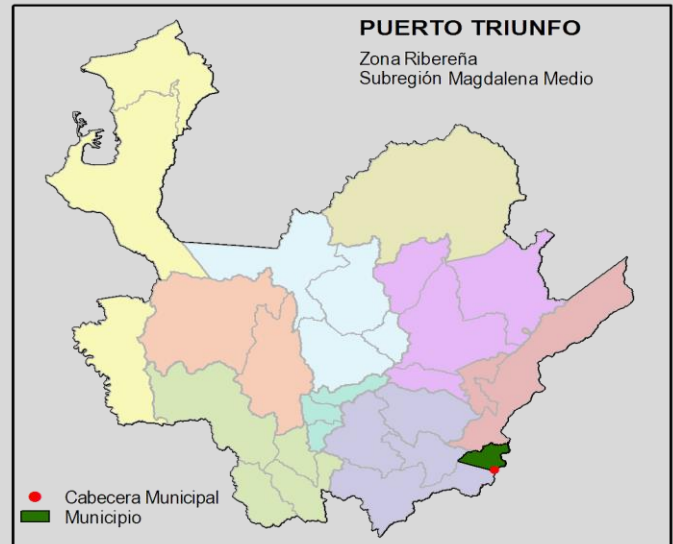 PUERTO TRIUNFO
Zona Ribereña
Subregión Magdalena Medio
Cabecera Municipal
Municipio